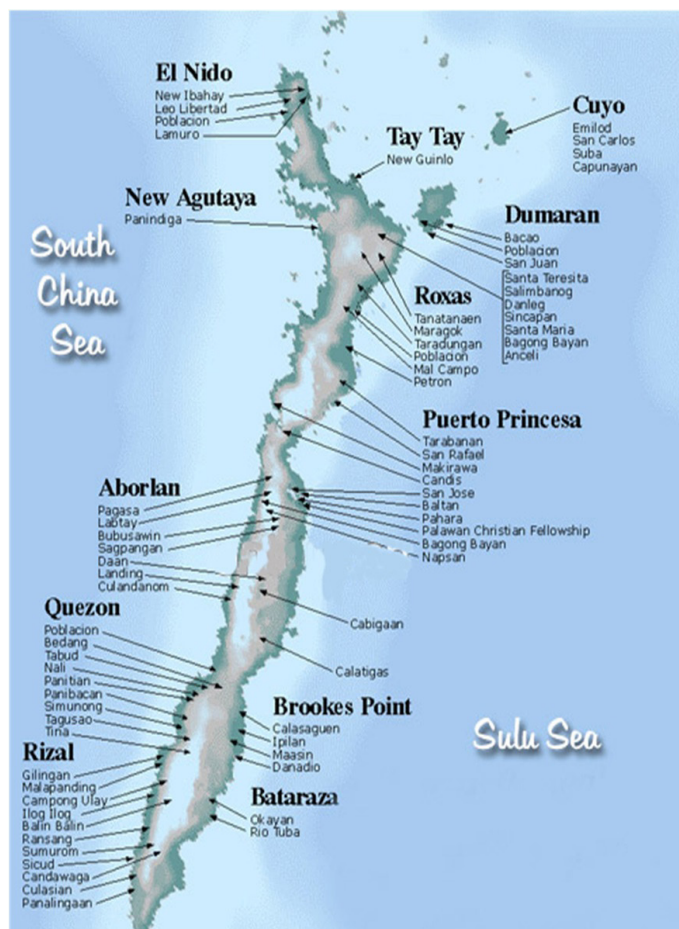 El Nido
New Ibahay
Leo Libertad
Poblacion
Lamuro
Cuyo
Emilod
San Carlos
Suba
Capunayan
Tay Tay
New Guinlo
New Agutaya
Panindiga
Dumaran
Bacao
Poblacion
San Juan
Santa Teresita
Salimbanog
Danleg
Sincapan
Santa Maria
Bagong Bayan
Anceli
South
China
Sea
Roxas
Tanatanaen
Maragok
Taradungan
Poblacion
Mal Campo
Petron
Puerto Princesa
Tarabanan
San Rafael
Makirawa
Candis
San Jose
Baltan
Pahara
Palawan Christian Fellowship
Bagong Bayan
Napsan
Aborlan
Pagasa
Labtay
Bubusawin
Sagpangan
Daan
Landing
Culandanom
Cabigaan
Calatigas
Quezon
Poblacion
Bedang
Tabud
Nali
Panitian
Panibacan
Simunong
Tagusao
Tina
Brookes Point
Calasaguen
Ipilan
Maasin
Danadio
Sulu Sea
Rizal
Gilingan
Malapanding
Campong Ulay
Ilog Ilog
Balin Balin
Ransang
Sumurom
Sicud
Candawaga
Culasian
Panalingaan
Bataraza
Okayan
Rio Tuba